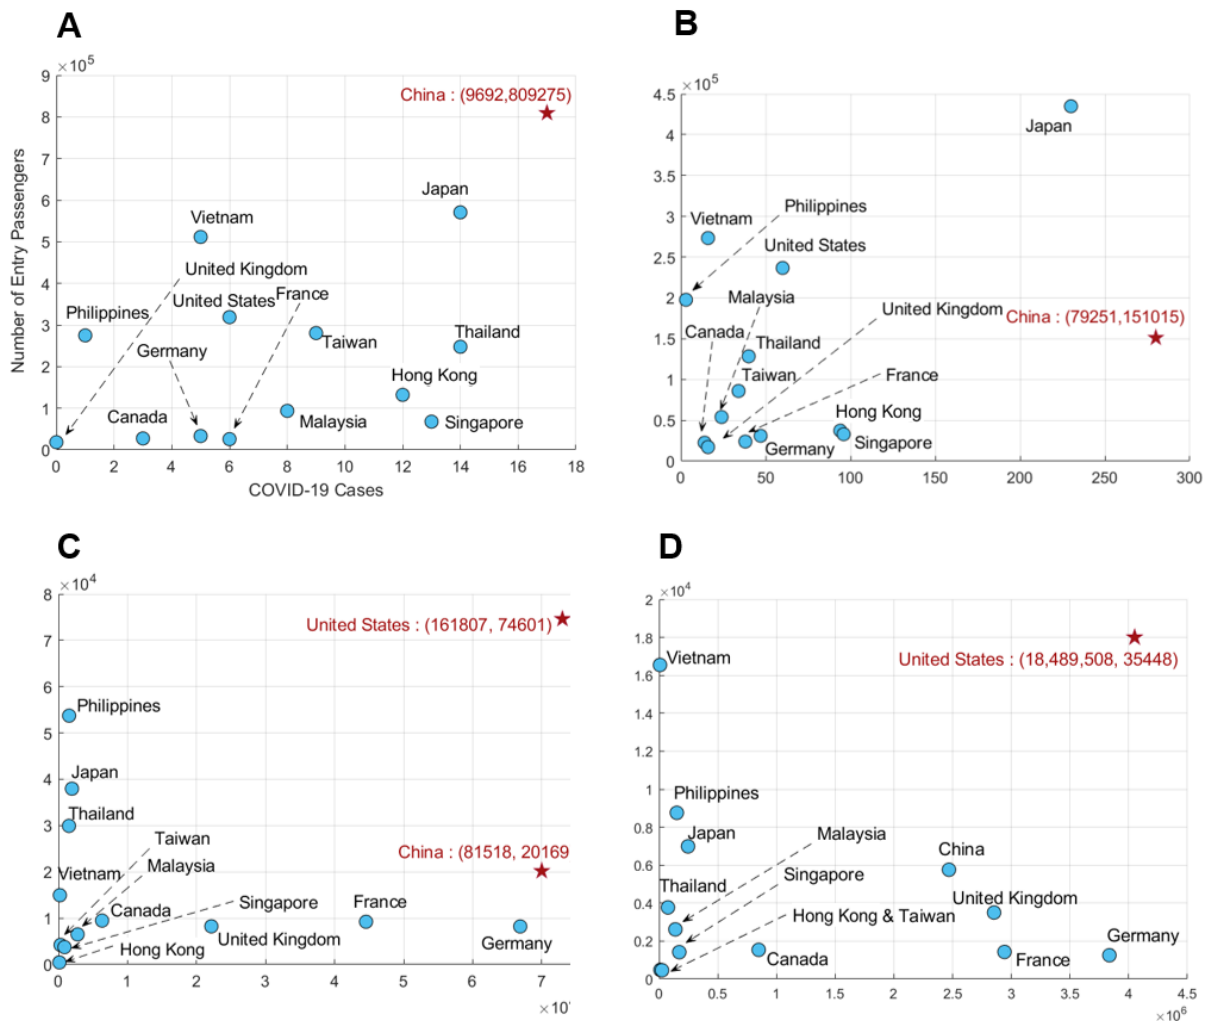 A
×10⁵
9
8
7
6
5
4
3
2
1
0
Number of Entry Passengers
China : (9692,809275)
Japan
Vietnam
United Kingdom
United States
France
Philippines
Germany
Taiwan
Thailand
Hong Kong
Canada
Malaysia
Singapore
0 2 4 6 8 10 12 14 16 18
COVID-19 Cases
B
×10⁵
4.5
4
3.5
3
2.5
2
1.5
1
0.5
0
Japan
Philippines
Vietnam
United States
Malaysia
United Kingdom
China : (79251,151015)
Canada
Thailand
Taiwan
France
Hong Kong
Germany
Singapore
0 50 100 150 200 250 300
C
×10⁴
8
7
6
5
4
3
2
1
0
United States : (161807, 74601)
Philippines
Japan
Thailand
Taiwan
Malaysia
China : (81518, 20169
Vietnam
Singapore
France
Canada
United Kingdom
Germany
Hong Kong
0 1 2 3 4 5 6 7
×10
D
×10⁴
2
1.8
1.6
1.4
1.2
1
0.8
0.6
0.4
0.2
0
Vietnam
United States : (18,489,508, 35448)
Philippines
Japan
Malaysia
China
Singapore
Thailand
United Kingdom
Hong Kong & Taiwan
Germany
Canada
France
0 0.5 1 1.5 2 2.5 3 3.5 4 4.5
×10⁶